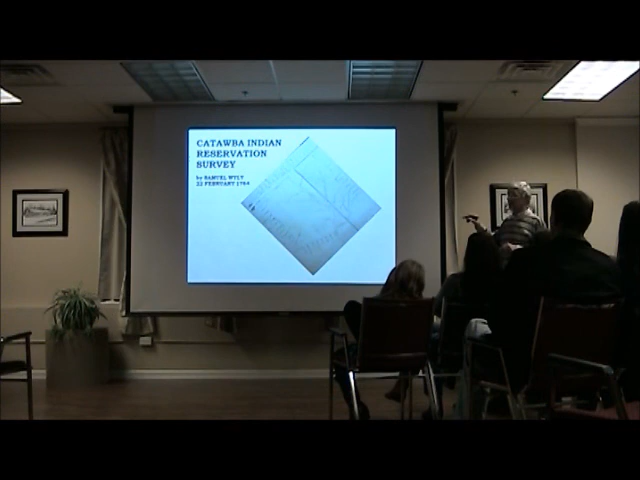 CATAWBA INDIAN
RESERVATION
SURVEY
by SAMUEL WYLY
22 FEBRUARY 1764